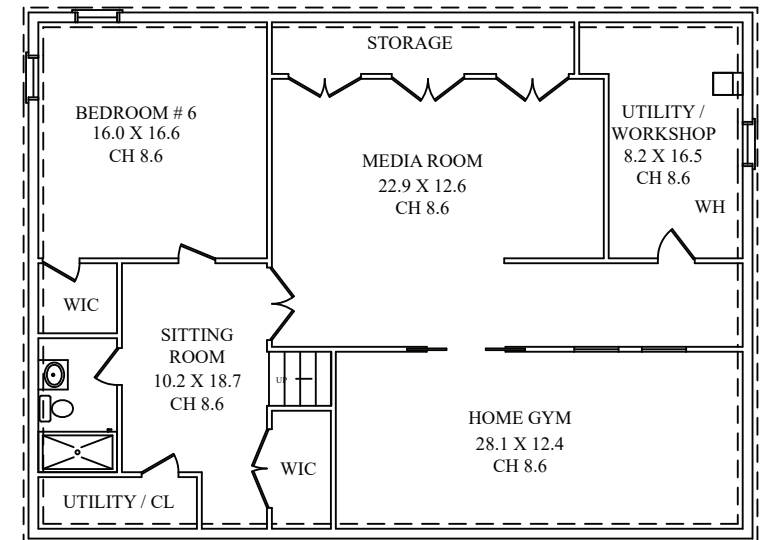 STORAGE
BEDROOM # 6
16.0 X 16.6
CH 8.6
UTILITY /
WORKSHOP
8.2 X 16.5
CH 8.6
WH
MEDIA ROOM
22.9 X 12.6
CH 8.6
WIC
SITTING
ROOM
10.2 X 18.7
CH 8.6
UP
HOME GYM
28.1 X 12.4
CH 8.6
WIC
UTILITY / CL